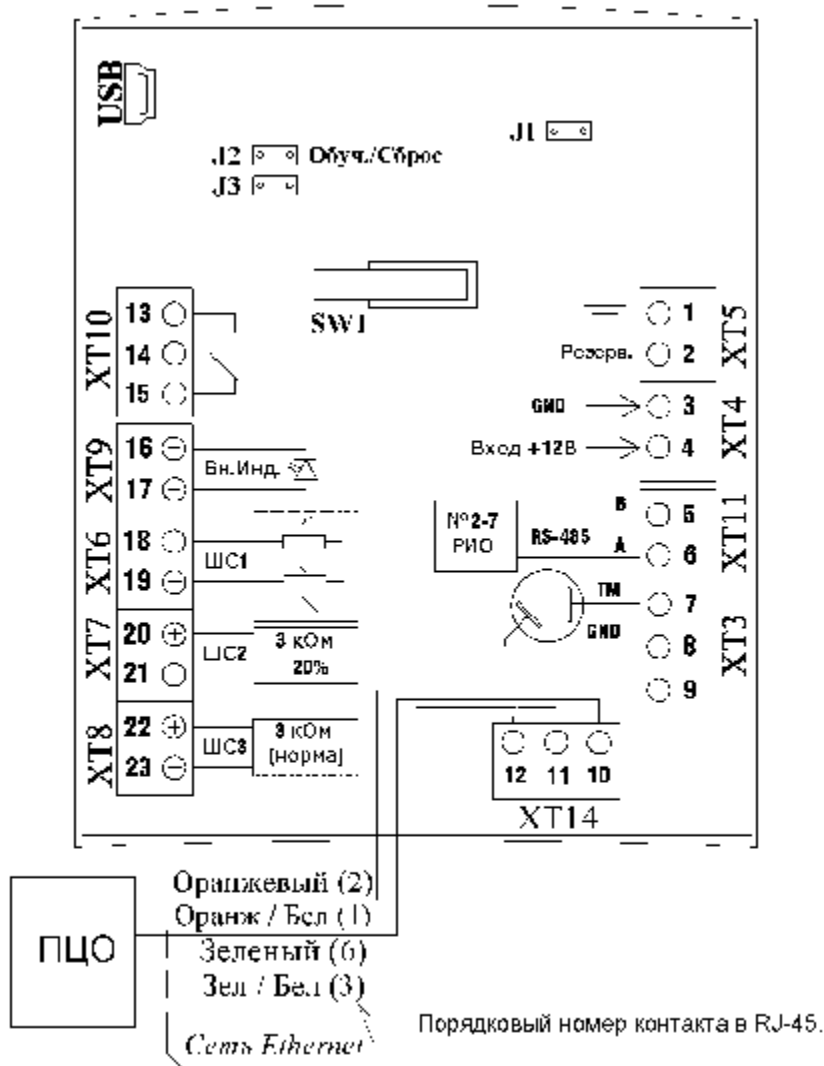 USB
J1
J2 Обуч./Сброс
J3
SW1
XT10
13
14
15
XT9
16
17
Вн.Инд.
XT6
18
19
ШС1
XT7
20
21
ШС2
3 кОм
20%
XT8
22
23
ШС3
3 кОм
(норма)
1
Резерв. 2
XT5
GND 3
Вход +12В 4
XT4
B 5
RS-485 A 6
XT11
№2-7
РИО
TM 7
GND
8
9
XT3
12 11 10
XT14
ПЦО
Оранжевый (2)
Оранж / Бел (1)
Зеленый (6)
Зел / Бел (3)
Сеть Ethernet
Порядковый номер контакта в RJ-45.